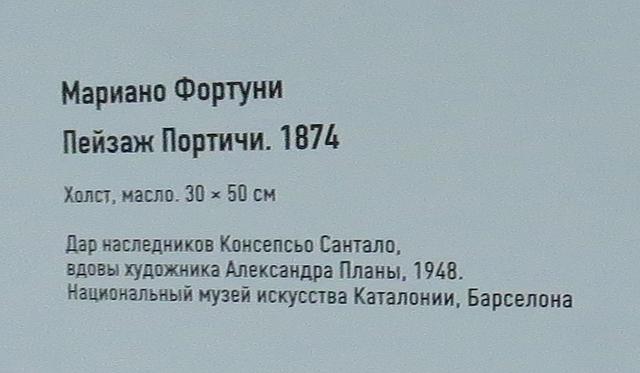 Мариано Фортуни
Пейзаж Портичи. 1874
Холст, масло. 30 × 50 см
Дар наследников Консепсьо Сантало,
вдовы художника Александра Планы, 1948.
Национальный музей искусства Каталонии, Барселона